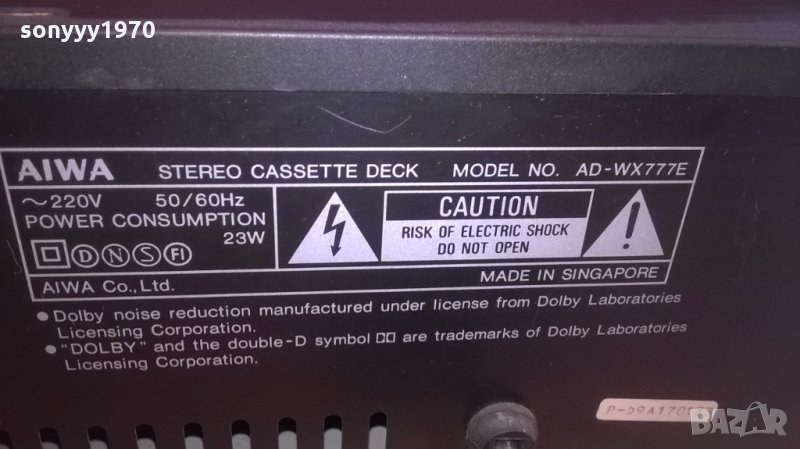 sonyyy1970
AIWA STEREO CASSETTE DECK MODEL NO. AD-WX777E
~220V 50/60Hz
POWER CONSUMPTION
23W
D N S FI
AIWA Co., Ltd.
CAUTION
RISK OF ELECTRIC SHOCK
DO NOT OPEN
MADE IN SINGAPORE
● Dolby noise reduction manufactured under license from Dolby Laboratories
Licensing Corporation.
● "DOLBY" and the double-D symbol are trademarks of Dolby Laboratories
Licensing Corporation.
BAZAR